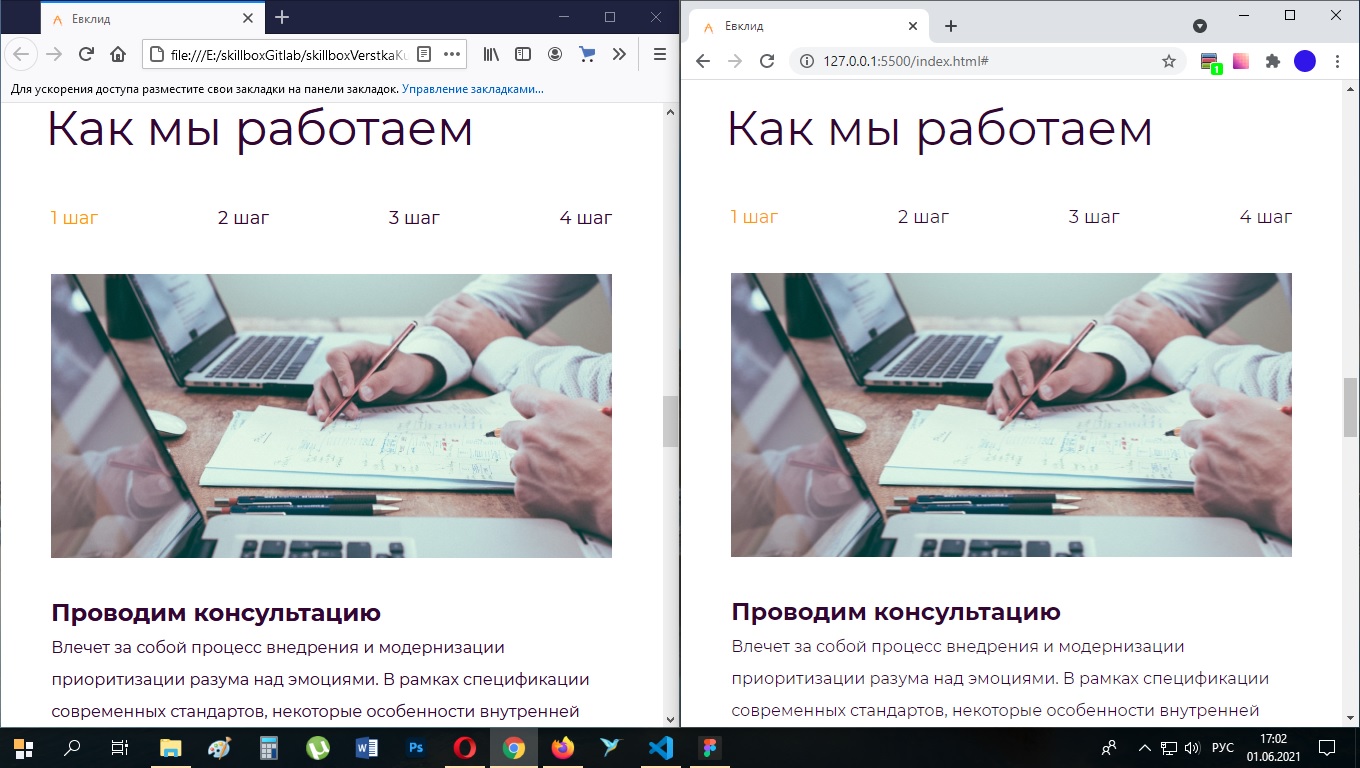 Евклид
file:///E:/skillboxGitlab/skillboxVerstkaKu
Для ускорения доступа разместите свои закладки на панели закладок. Управление закладками...
Как мы работаем
1 шаг 2 шаг 3 шаг 4 шаг
Проводим консультацию
Влечет за собой процесс внедрения и модернизации
приоритизации разума над эмоциями. В рамках спецификации
современных стандартов, некоторые особенности внутренней
Евклид
127.0.0.1:5500/index.html#
1
Как мы работаем
1 шаг 2 шаг 3 шаг 4 шаг
Проводим консультацию
Влечет за собой процесс внедрения и модернизации
приоритизации разума над эмоциями. В рамках спецификации
современных стандартов, некоторые особенности внутренней
Ps
РУС
17:02
01.06.2021